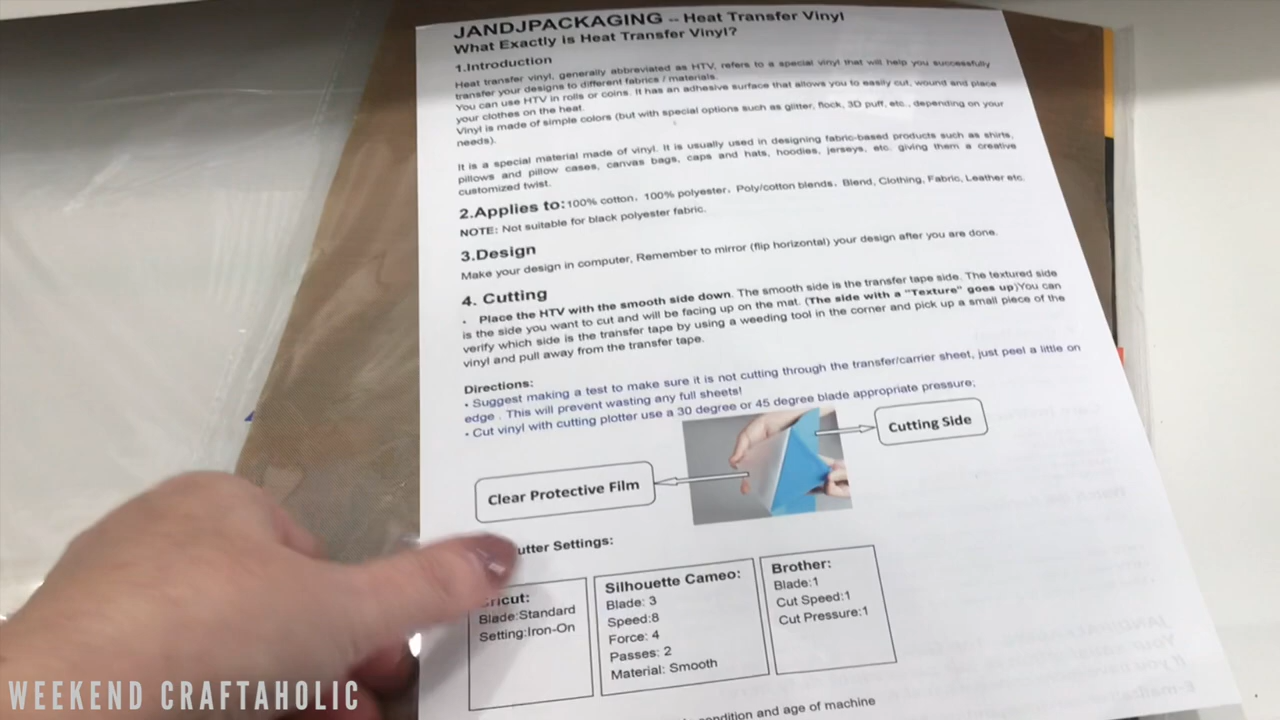 JANDJPACKAGING -- Heat Transfer Vinyl
What Exactly is Heat Transfer Vinyl?
1.Introduction
Heat transfer vinyl, generally abbreviated as HTV, refers to a special vinyl that will help you successfully
transfer your designs to different fabrics / materials.
You can use HTV in rolls or coins. It has an adhesive surface that allows you to easily cut, wound and place
your clothes on the heat.
Vinyl is made of simple colors (but with special options such as glitter, flock, 3D puff, etc., depending on your
needs).
It is a special material made of vinyl. It is usually used in designing fabric-based products such as shirts,
pillows and pillow cases, canvas bags, caps and hats, hoodies, jerseys, etc. giving them a creative
customized twist.
2.Applies to:100% cotton, 100% polyester, Poly/cotton blends, Blend, Clothing, Fabric, Leather etc.
NOTE: Not suitable for black polyester fabric.
3.Design
Make your design in computer, Remember to mirror (flip horizontal) your design after you are done.
4. Cutting
• Place the HTV with the smooth side down. The smooth side is the transfer tape side. The textured side
is the side you want to cut and will be facing up on the mat. (The side with a "Texture" goes up)You can
verify which side is the transfer tape by using a weeding tool in the corner and pick up a small piece of the
vinyl and pull away from the transfer tape.
Directions:
• Suggest making a test to make sure it is not cutting through the transfer/carrier sheet, just peel a little on
edge . This will prevent wasting any full sheets!
• Cut vinyl with cutting plotter use a 30 degree or 45 degree blade appropriate pressure;
Cutting Side
Clear Protective Film
utter Settings:
ricut:
Blade:Standard
Setting:Iron-On
Silhouette Cameo:
Blade: 3
Speed:8
Force: 4
Passes: 2
Material: Smooth
Brother:
Blade:1
Cut Speed:1
Cut Pressure:1
condition and age of machine
WEEKEND CRAFTAHOLIC